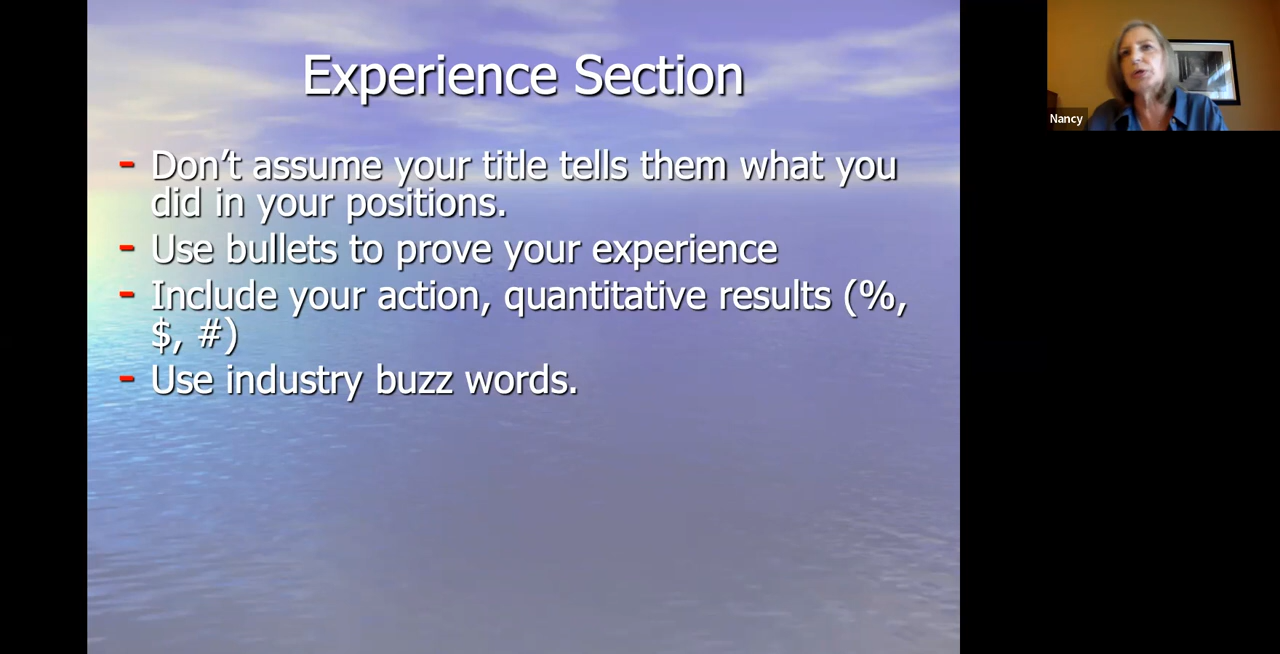 Experience Section
- Don't assume your title tells them what you
did in your positions.
- Use bullets to prove your experience
- Include your action, quantitative results (%,
$, #)
- Use industry buzz words.
Nancy